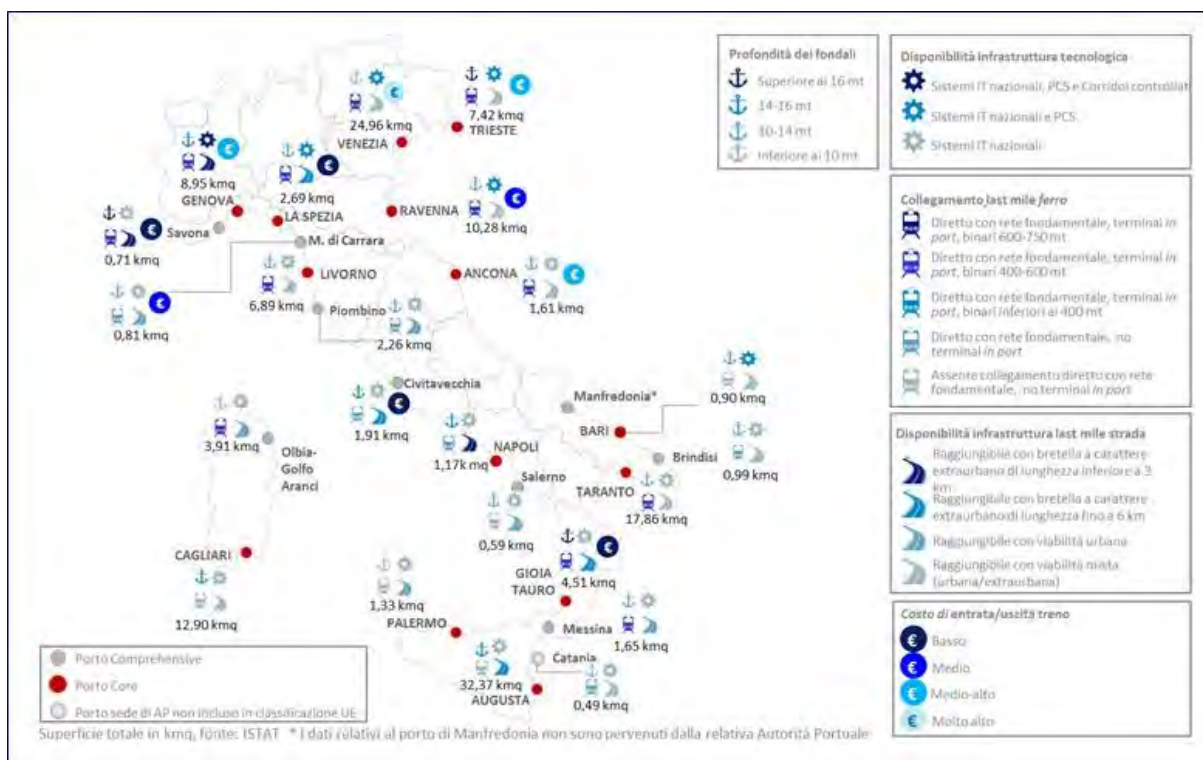 Profondità dei fondali
Superiore ai 16 mt
14-16 mt
10-14 mt
Inferiore ai 10 mt
Disponibilità infrastruttura tecnologica
Sistemi IT nazionali, PCS e Corridoi controllati
Sistemi IT nazionali e PCS
Sistemi IT nazionali
Collegamento last mile ferro
Diretto con rete fondamentale, terminal in
port, binari 600-750 mt
Diretto con rete fondamentale, terminal in
port, binari 400-600 mt
Diretto con rete fondamentale, terminal in
port, binari inferiori ai 400 mt
Diretto con rete fondamentale, no
terminal in port
Assente collegamento diretto con rete
fondamentale, no terminal in port
Disponibilità infrastruttura last mile strada
Raggiungibile con bretella a carattere
extraurbano di lunghezza inferiore a 3
km
Raggiungibile con bretella a carattere
extraurbano di lunghezza fino a 6 km
Raggiungibile con viabilità urbana
Raggiungibile con viabilità mista
(urbana/extraurbana)
Costo di entrata/uscita treno
€ Basso
€ Medio
€ Medio-alto
€ Molto alto
€
24,96 kmq
VENEZIA
€
7,42 kmq
TRIESTE
€
8,95 kmq
GENOVA
€
2,69 kmq
LA SPEZIA
RAVENNA
€
10,28 kmq
€
0,71 kmq
Savona
M. di Carrara
€
0,81 kmq
LIVORNO
6,89 kmq
Piombino
2,26 kmq
ANCONA
€
1,61 kmq
Civitavecchia
€
1,91 kmq
Manfredonia*
BARI
0,90 kmq
3,91 kmq
Olbia-
Golfo
Aranci
1,17k mq
NAPOLI
Salerno
0,59 kmq
Brindisi
0,99 kmq
TARANTO
17,86 kmq
CAGLIARI
12,90 kmq
€
GIOIA
TAURO
4,51 kmq
1,33 kmq
PALERMO
Messina
1,65 kmq
Catania
0,49 kmq
32,37 kmq
AUGUSTA
Porto Comprehensive
Porto Core
Porto sede di AP non incluso in classificazione UE
Superficie totale in kmq, fonte: ISTAT * I dati relativi al porto di Manfredonia non sono pervenuti dalla relativa Autorità Portuale